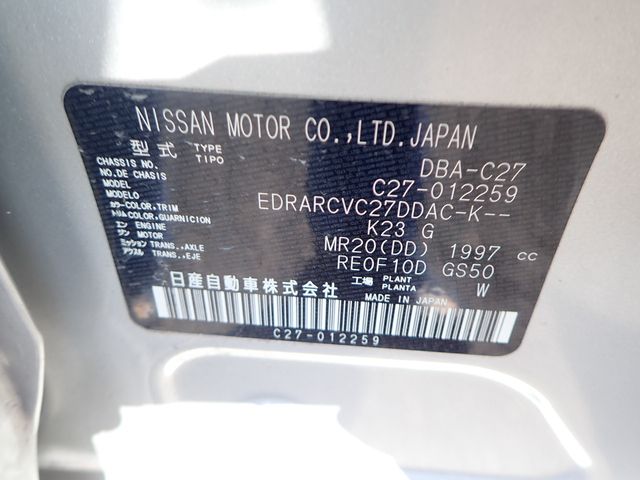 NISSAN MOTOR CO.,LTD.JAPAN
型式 TYPE TIPO DBA-C27
CHASSIS NO. NO.DE CHASIS C27-012259
MODEL MODELO EDRARCVC27DDAC-K--
カラー COLOR,TRIM トリム COLOR,GUARNICION K23 G
エン ENGINE ジン MOTOR MR20(DD) 1997 cc
ミッション TRANS.,AXLE アクスル TRANS.,EJE RE0F10D GS50
日産自動車株式会社 工場 PLANT PLANTA W
MADE IN JAPAN
C27-012259